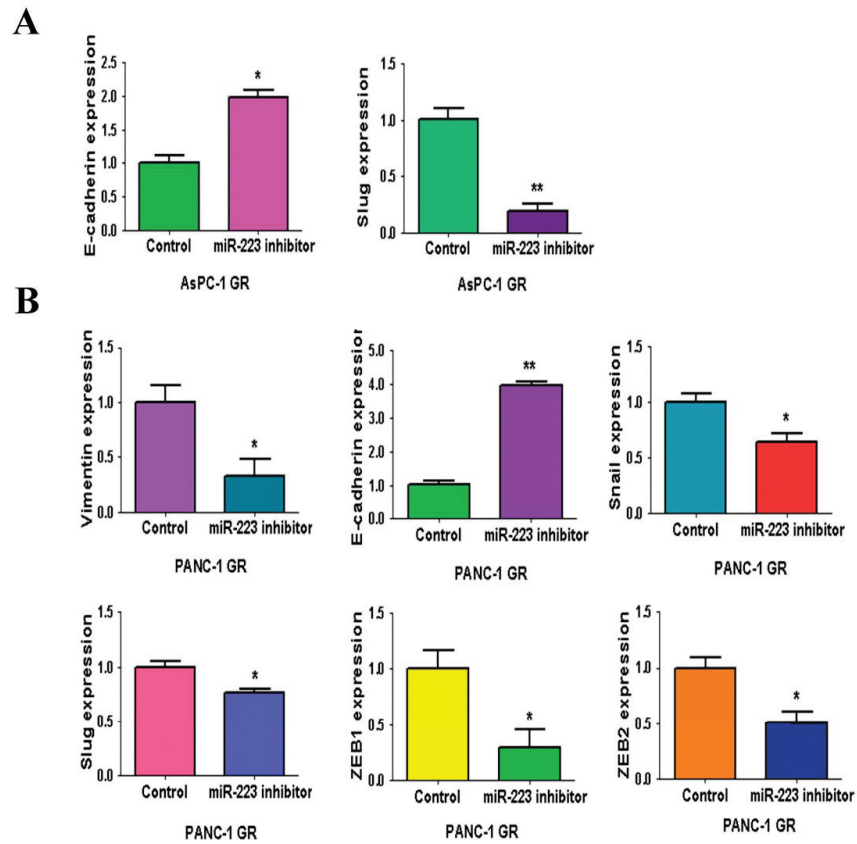 A
E-cadherin expression
2.5
2.0
1.5
1.0
0.5
0.0
*
Control miR-223 inhibitor
AsPC-1 GR
Slug expression
1.5
1.0
0.5
0.0
**
Control miR-223 inhibitor
AsPC-1 GR
B
Vimentin expression
1.5
1.0
0.5
0.0
*
Control miR-223 inhibitor
PANC-1 GR
E-cadherin expression
5.0
4.0
3.0
2.0
1.0
0.0
**
Control miR-223 inhibitor
PANC-1 GR
Snail expression
1.5
1.0
0.5
0.0
*
Control miR-223 inhibitor
PANC-1 GR
Slug expression
1.5
1.0
0.5
0.0
*
Control miR-223 inhibitor
PANC-1 GR
ZEB1 expression
1.5
1.0
0.5
0.0
*
Control miR-223 inhibitor
PANC-1 GR
ZEB2 expression
1.5
1.0
0.5
0.0
*
Control miR-223 inhibitor
PANC-1 GR